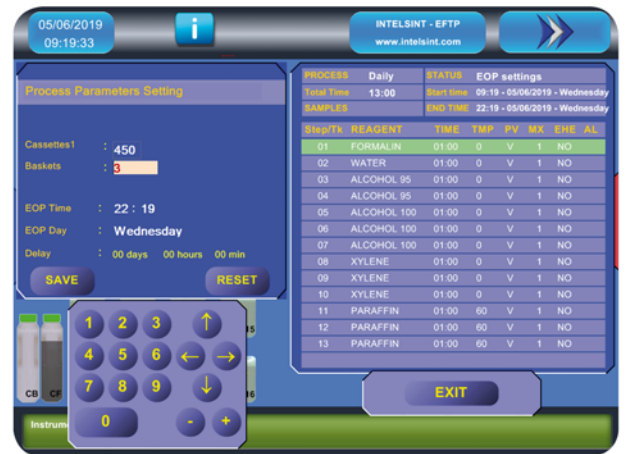 05/06/2019
09:19:33
i
INTELSINT - EFTP
www.intelsint.com
Process Parameters Setting
Cassettes1 : 450
Baskets : 3
EOP Time : 22 : 19
EOP Day : Wednesday
Delay : 00 days 00 hours 00 min
SAVE RESET
PROCESS Daily STATUS EOP settings
Total Time 13:00 Start time 09:19 - 05/06/2019 - Wednesday
SAMPLES END TIME 22:19 - 05/06/2019 - Wednesday
Step/Tk REAGENT TIME TMP PV MX EHE AL
01 FORMALIN 01:00 0 V 1 NO
02 WATER 01:00 0 V 1 NO
03 ALCOHOL 95 01:00 0 V 1 NO
04 ALCOHOL 95 01:00 0 V 1 NO
05 ALCOHOL 100 01:00 0 V 1 NO
06 ALCOHOL 100 01:00 0 V 1 NO
07 ALCOHOL 100 01:00 0 V 1 NO
08 XYLENE 01:00 0 V 1 NO
09 XYLENE 01:00 0 V 1 NO
10 XYLENE 01:00 0 V 1 NO
11 PARAFFIN 01:00 60 V 1 NO
12 PARAFFIN 01:00 60 V 1 NO
13 PARAFFIN 01:00 60 V 1 NO
EXIT
1 2 3 ↑
4 5 6 ← →
7 8 9 ↓
0 - +
15
16
CB CF
Instrum